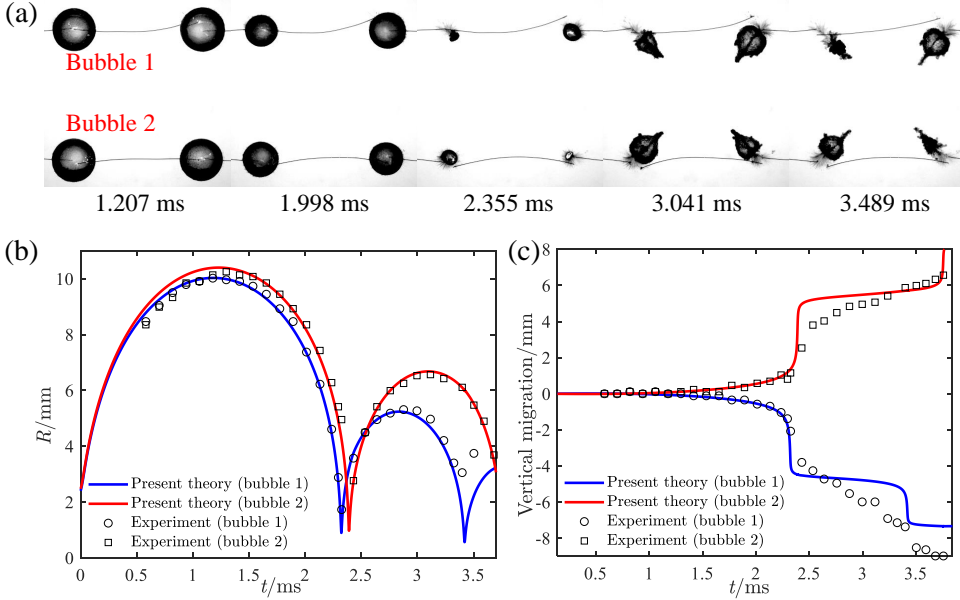 (a)
Bubble 1
Bubble 2
1.207 ms
1.998 ms
2.355 ms
3.041 ms
3.489 ms
(b)
R/mm
10
8
6
4
2
0
Present theory (bubble 1)
Present theory (bubble 2)
Experiment (bubble 1)
Experiment (bubble 2)
0
0.5
1
1.5
2
2.5
3
3.5
t/ms
(c)
Vertical migration/mm
8
6
4
2
0
-2
-4
-6
-8
Present theory (bubble 1)
Present theory (bubble 2)
Experiment (bubble 1)
Experiment (bubble 2)
0.5
1
1.5
2
2.5
3
3.5
t/ms